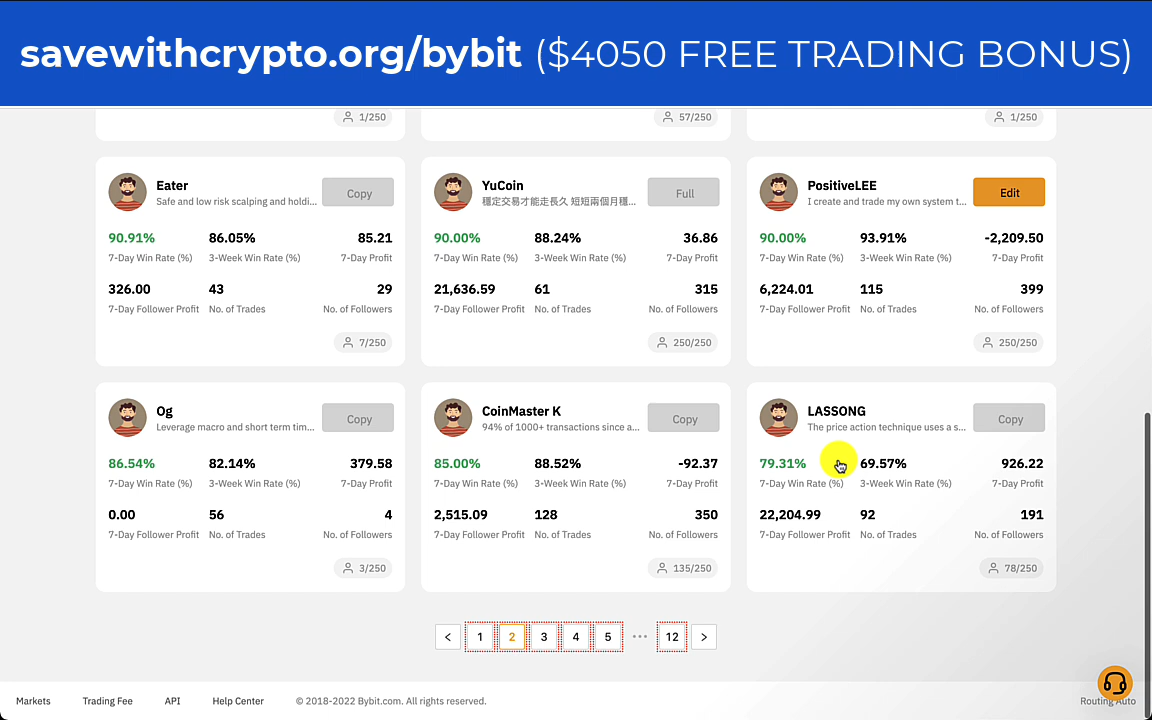 savewithcrypto.org/bybit ($4050 FREE TRADING BONUS)
1/250
57/250
1/250
Eater
Safe and low risk scalping and holdi...
Copy
90.91%
86.05%
85.21
7-Day Win Rate (%)
3-Week Win Rate (%)
7-Day Profit
326.00
43
29
7-Day Follower Profit
No. of Trades
No. of Followers
7/250
YuCoin
穩定交易才能走長久 短短兩個月穩...
Full
90.00%
88.24%
36.86
7-Day Win Rate (%)
3-Week Win Rate (%)
7-Day Profit
21,636.59
61
315
7-Day Follower Profit
No. of Trades
No. of Followers
250/250
PositiveLEE
I create and trade my own system t...
Edit
90.00%
93.91%
-2,209.50
7-Day Win Rate (%)
3-Week Win Rate (%)
7-Day Profit
6,224.01
115
399
7-Day Follower Profit
No. of Trades
No. of Followers
250/250
Og
Leverage macro and short term tim...
Copy
86.54%
82.14%
379.58
7-Day Win Rate (%)
3-Week Win Rate (%)
7-Day Profit
0.00
56
4
7-Day Follower Profit
No. of Trades
No. of Followers
3/250
CoinMaster K
94% of 1000+ transactions since a...
Copy
85.00%
88.52%
-92.37
7-Day Win Rate (%)
3-Week Win Rate (%)
7-Day Profit
2,515.09
128
350
7-Day Follower Profit
No. of Trades
No. of Followers
135/250
LASSONG
The price action technique uses a s...
Copy
79.31%
69.57%
926.22
7-Day Win Rate (%)
3-Week Win Rate (%)
7-Day Profit
22,204.99
92
191
7-Day Follower Profit
No. of Trades
No. of Followers
78/250
< 1 2 3 4 5 ••• 12 >
Markets
Trading Fee
API
Help Center
© 2018-2022 Bybit.com. All rights reserved.
Routing Auto